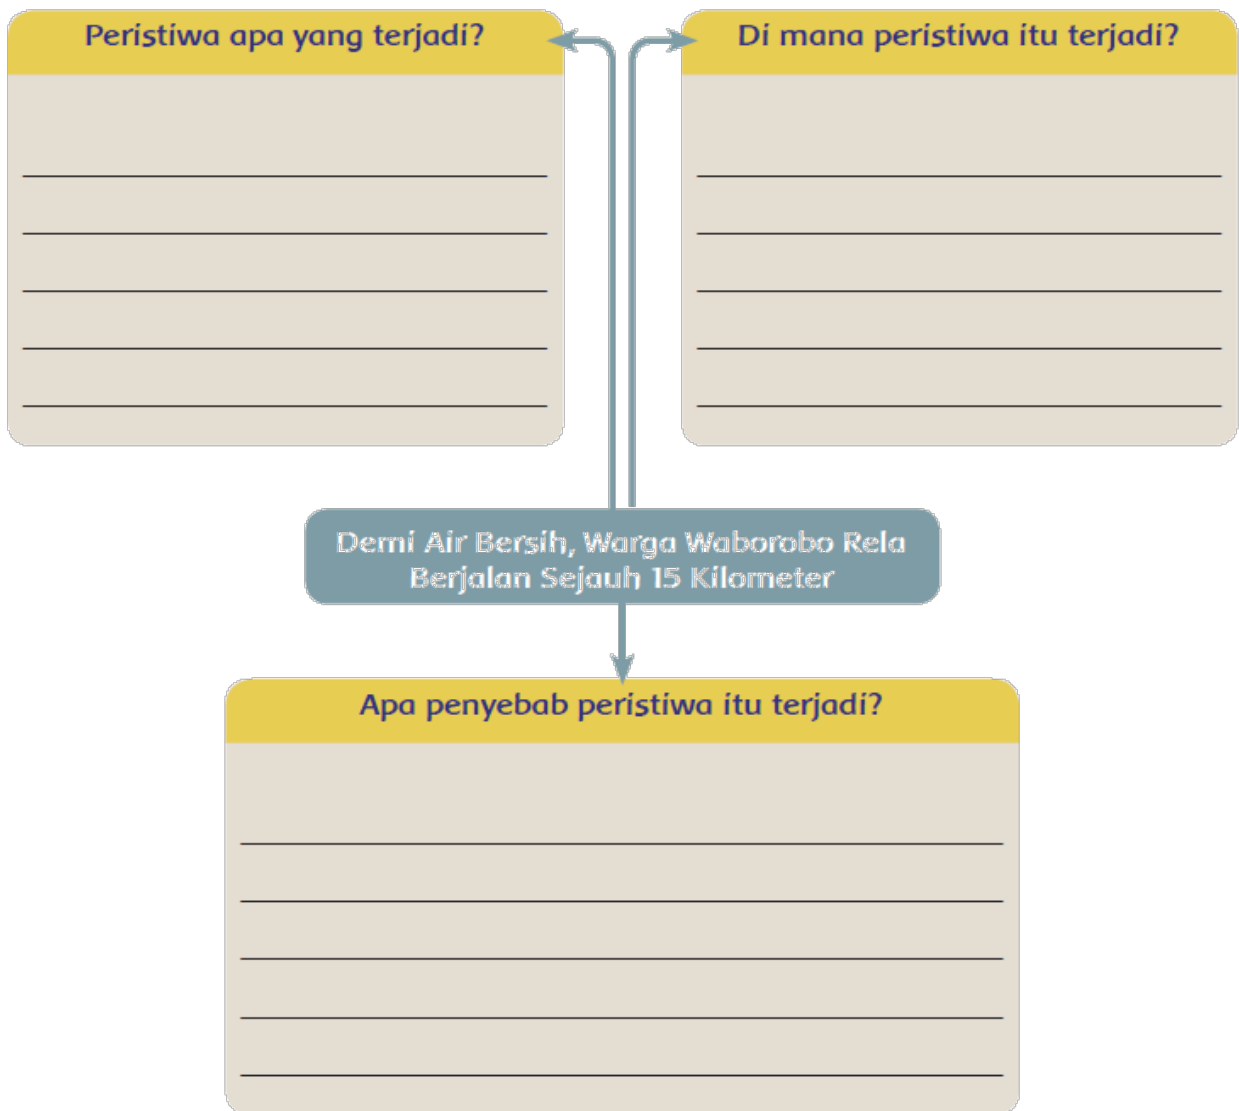 Peristiwa apa yang terjadi?
Di mana peristiwa itu terjadi?
Demi Air Bersih, Warga Waborobo Rela
Berjalan Sejauh 15 Kilometer
Apa penyebab peristiwa itu terjadi?